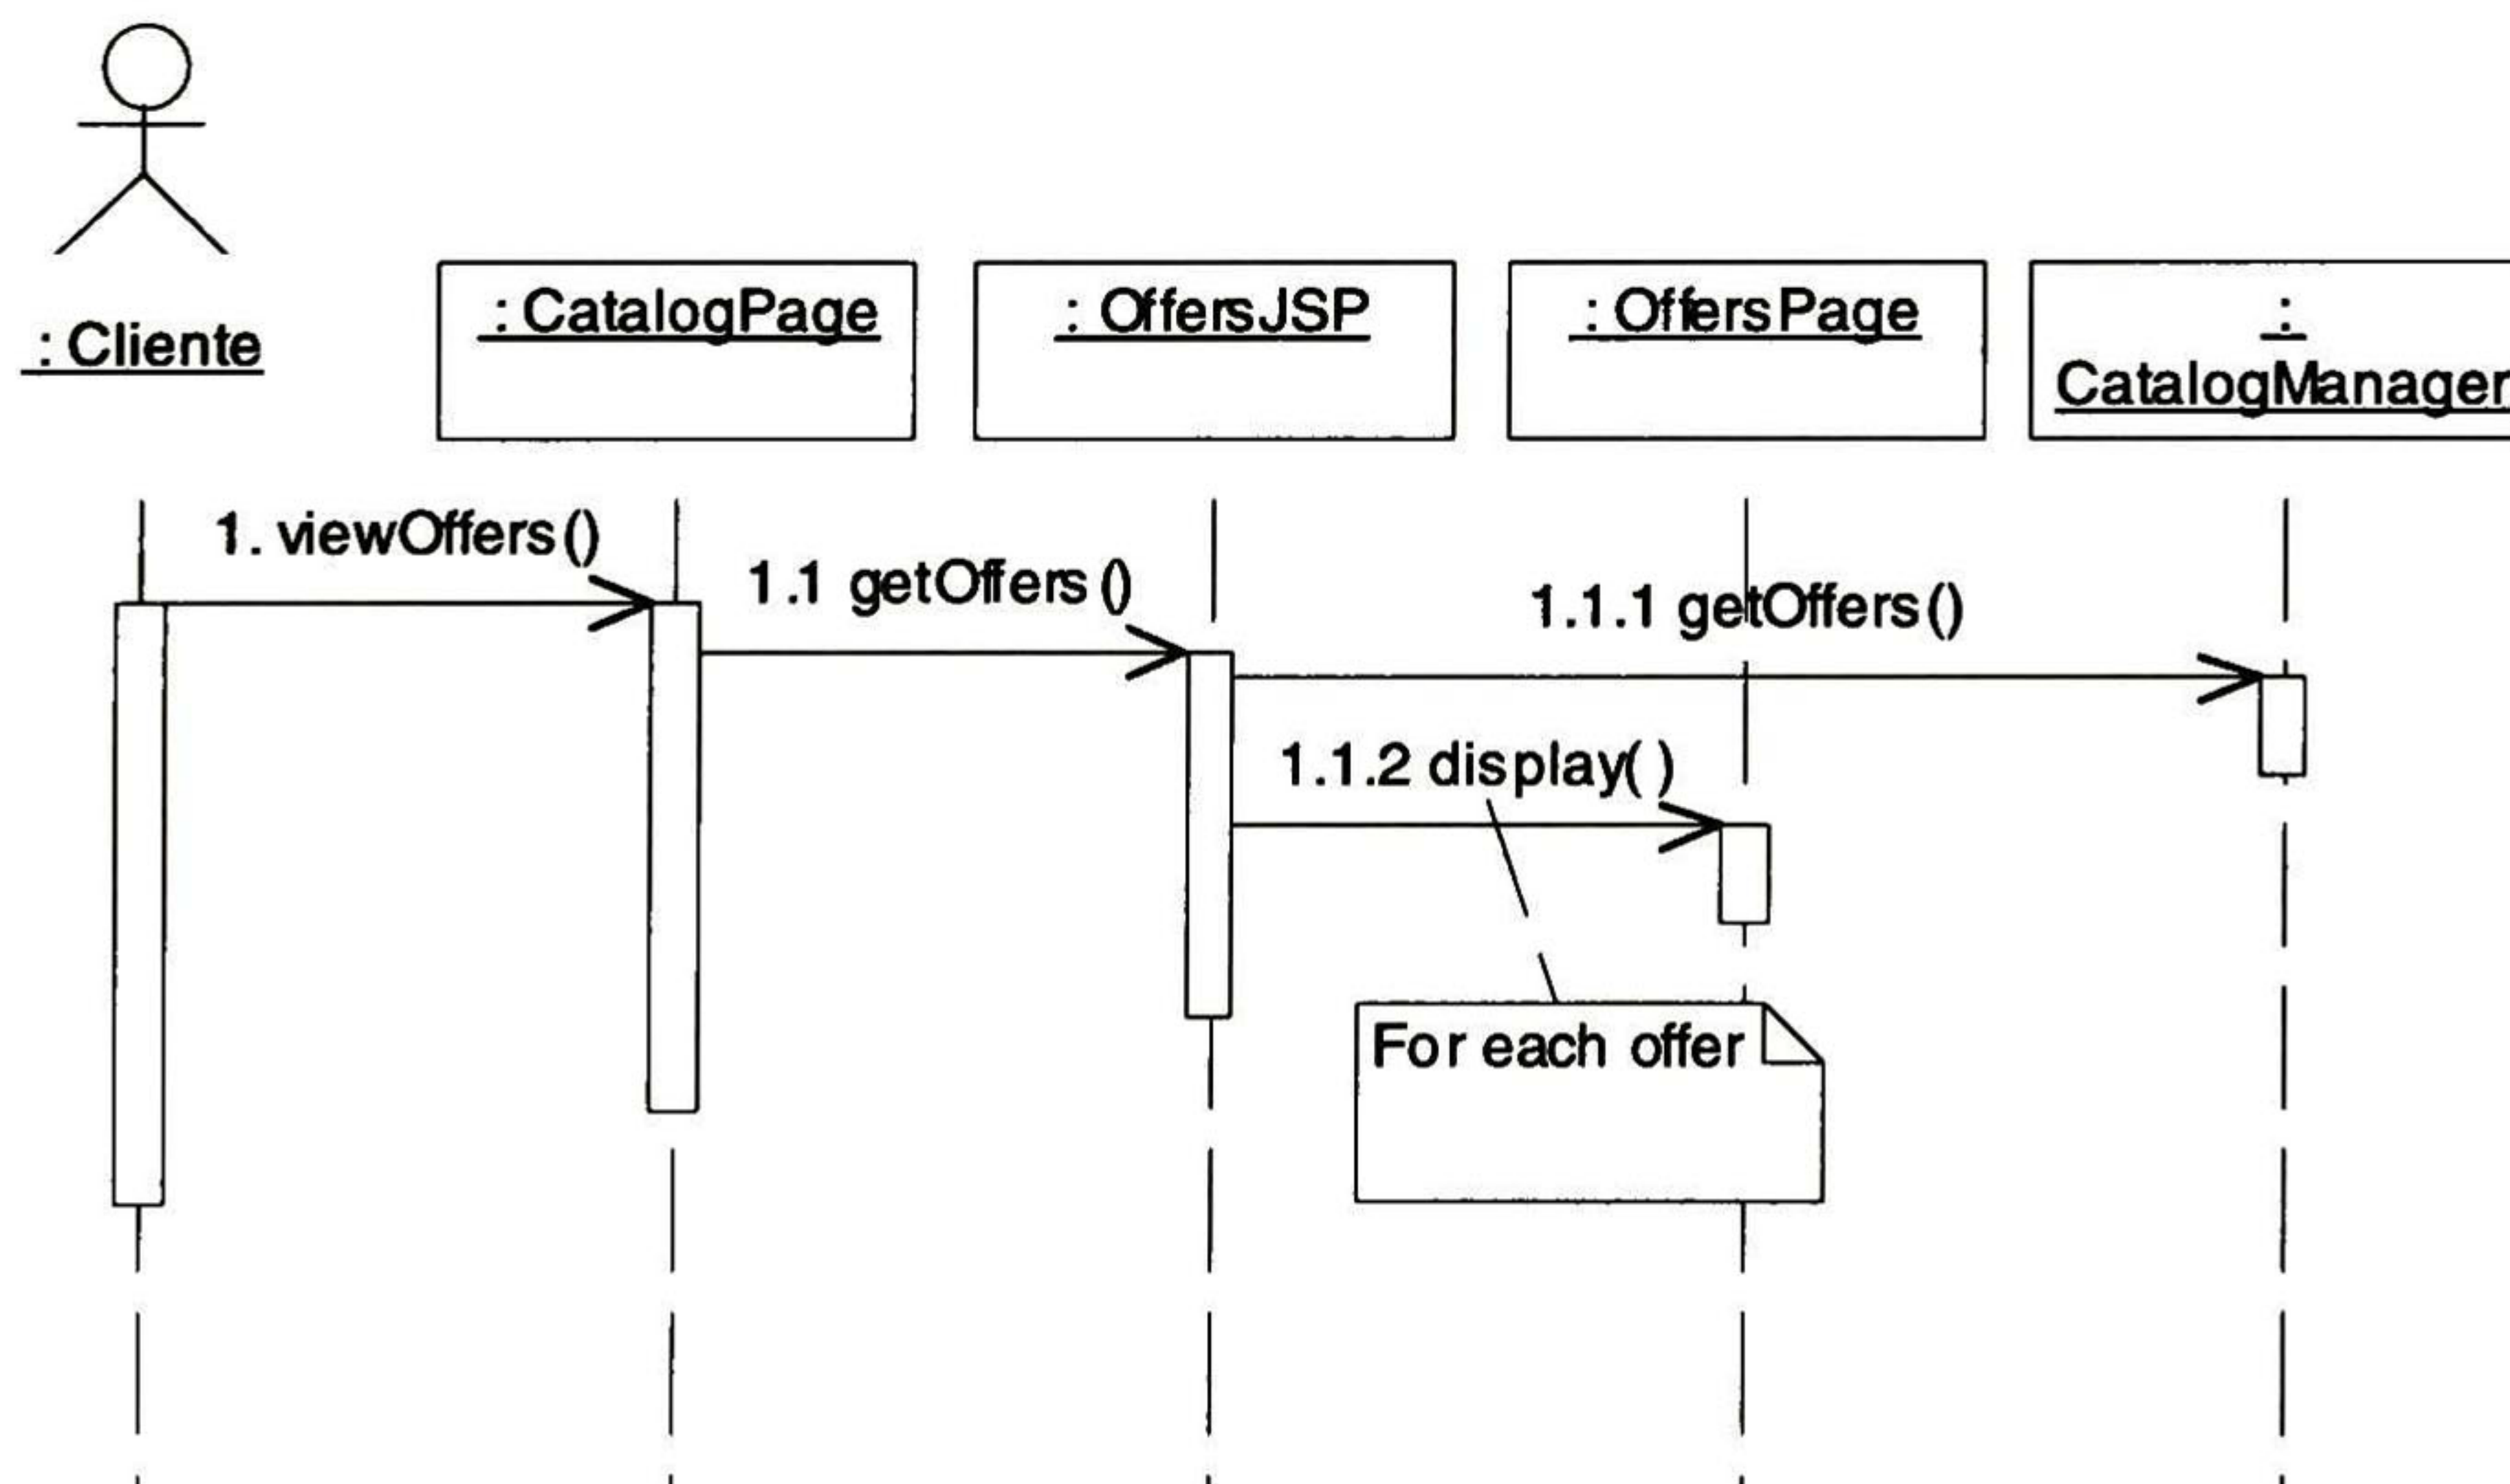 : Cliente
: CatalogPage
: OffersJSP
: OffersPage
:
CatalogManager
1. viewOffers()
1.1 getOffers ()
1.1.1 getOffers()
1.1.2 display( )
For each offer